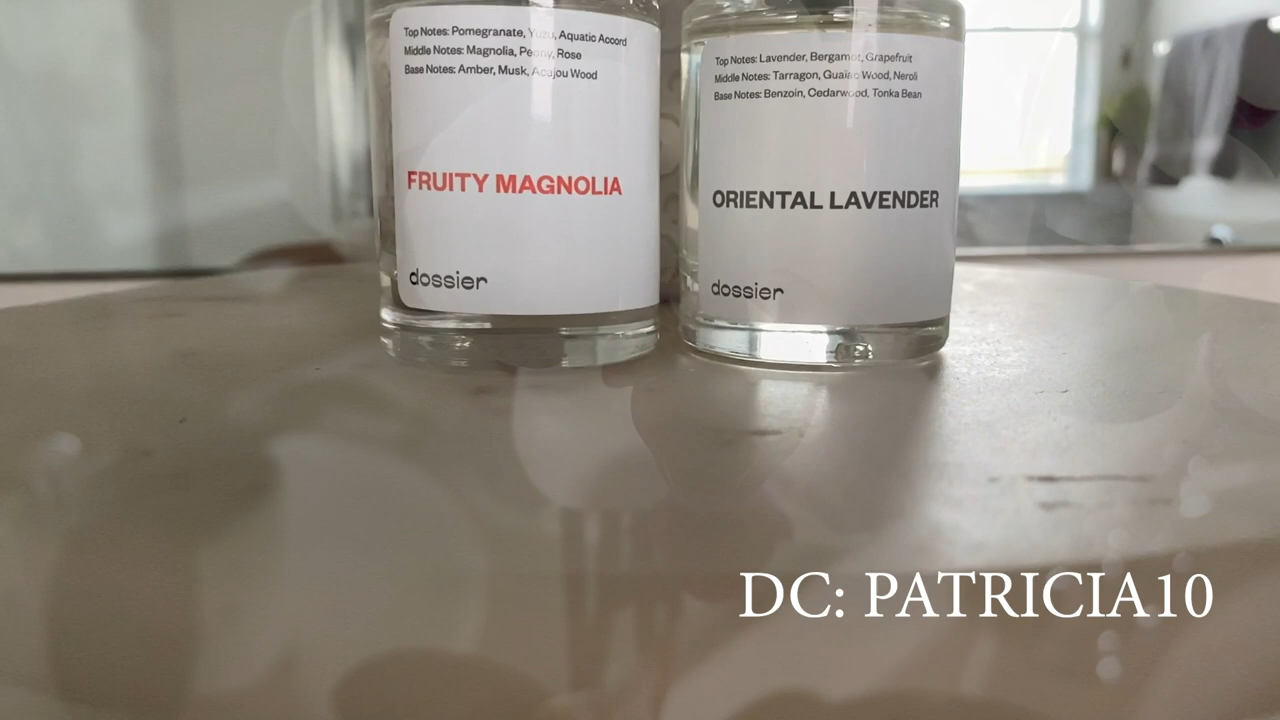 Top Notes: Pomegranate, Yuzu, Aquatic Accord
Middle Notes: Magnolia, Peony, Rose
Base Notes: Amber, Musk, Acajou Wood
FRUITY MAGNOLIA
dossier
Top Notes: Lavender, Bergamot, Grapefruit
Middle Notes: Tarragon, Guaiac Wood, Neroli
Base Notes: Benzoin, Cedarwood, Tonka Bean
ORIENTAL LAVENDER
dossier
DC: PATRICIA10